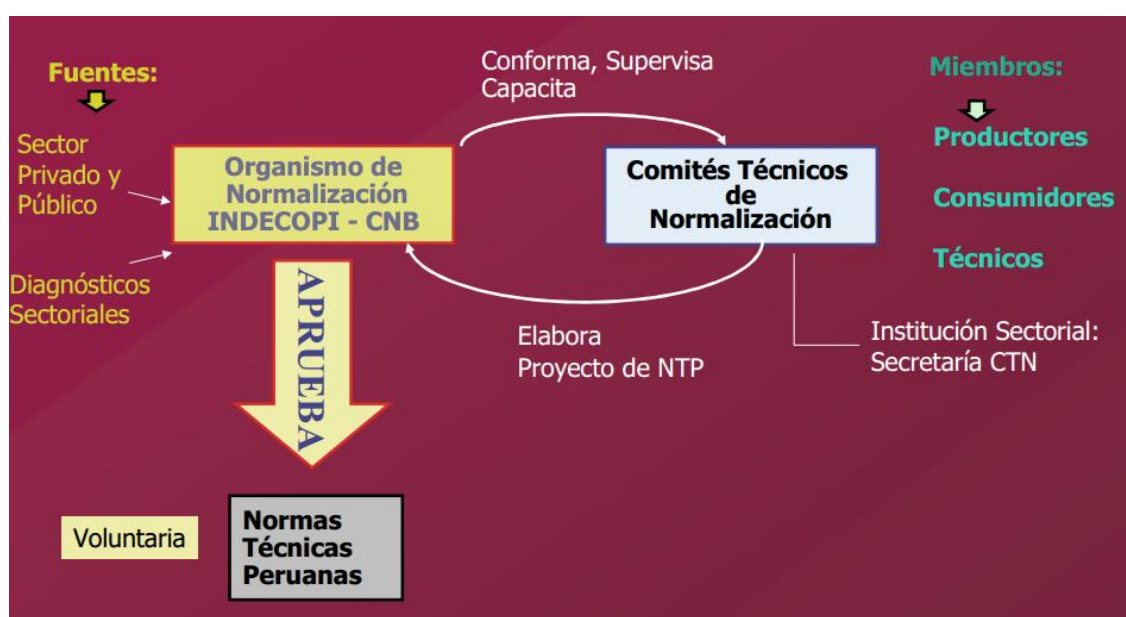 Fuentes:
Sector
Privado y
Público
Diagnósticos
Sectoriales
Organismo de
Normalización
INDECOPI - CNB
Conforma, Supervisa
Capacita
Comités Técnicos
de
Normalización
Elabora
Proyecto de NTP
Miembros:
Productores
Consumidores
Técnicos
Institución Sectorial:
Secretaría CTN
APRUEBA
Voluntaria
Normas
Técnicas
Peruanas